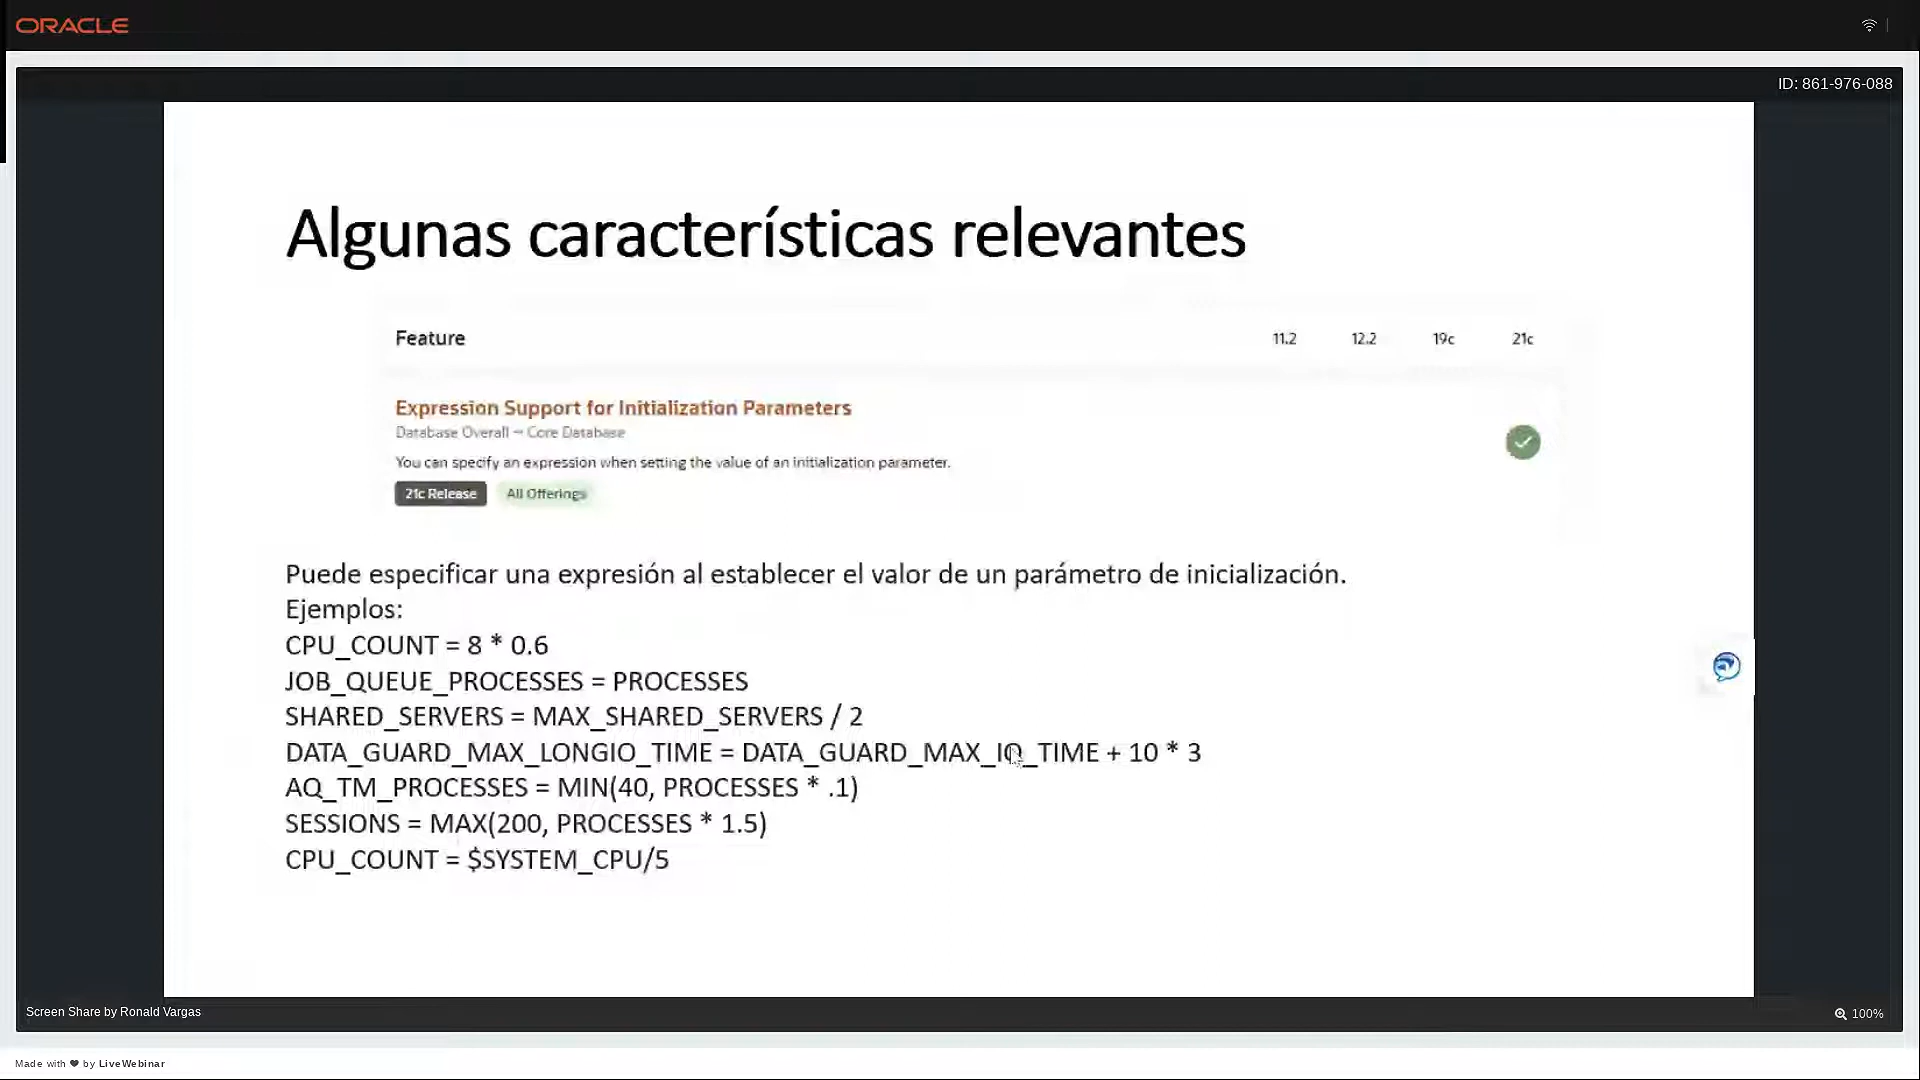 ORACLE
ID: 861-976-088
Algunas características relevantes
Feature 11.2 12.2 19c 21c
Expression Support for Initialization Parameters
Database Overall – Core Database
You can specify an expression when setting the value of an initialization parameter.
21c Release All Offerings
Puede especificar una expresión al establecer el valor de un parámetro de inicialización.
Ejemplos:
CPU_COUNT = 8 * 0.6
JOB_QUEUE_PROCESSES = PROCESSES
SHARED_SERVERS = MAX_SHARED_SERVERS / 2
DATA_GUARD_MAX_LONGIO_TIME = DATA_GUARD_MAX_IO_TIME + 10 * 3
AQ_TM_PROCESSES = MIN(40, PROCESSES * .1)
SESSIONS = MAX(200, PROCESSES * 1.5)
CPU_COUNT = $SYSTEM_CPU/5
Screen Share by Ronald Vargas
100%
Made with ❤ by LiveWebinar